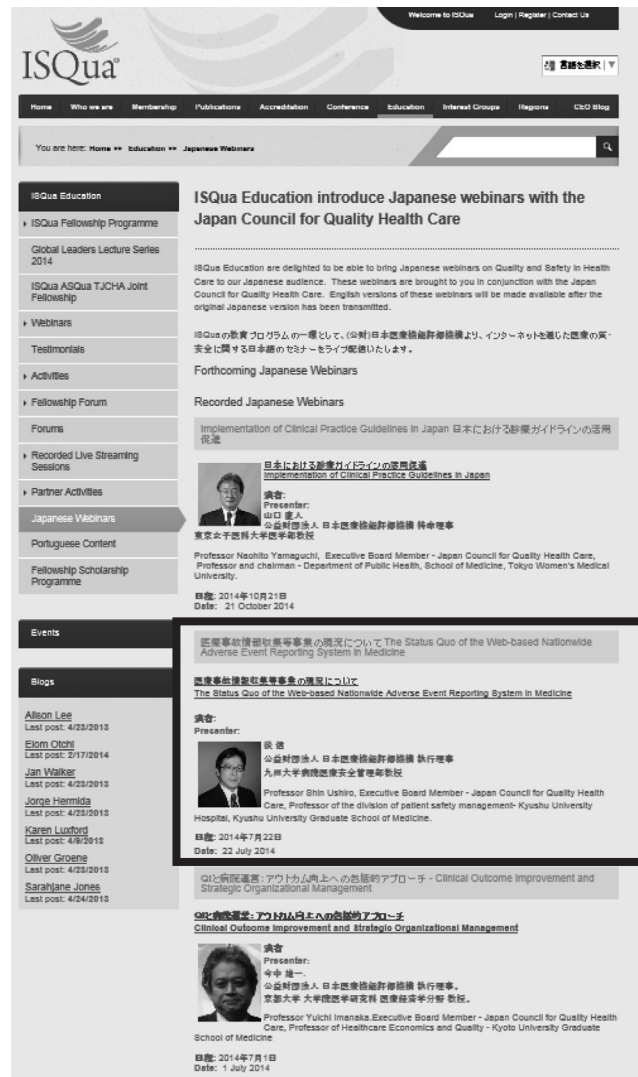 Welcome to ISQua Login | Register | Contact Us
ISQua®
言語を選択 | ▼
Home Who we are Membership Publications Accreditation Conference Education Interest Groups Regions CEO Blog
You are here: Home ►► Education ►► Japanese Webinars
ISQua Education
ISQua Fellowship Programme
Global Leaders Lecture Series
2014
ISQua ASQua TJCHA Joint
Fellowship
Webinars
Testimonials
Activities
Fellowship Forum
Forums
Recorded Live Streaming
Sessions
Partner Activities
Japanese Webinars
Portuguese Content
Fellowship Scholarship
Programme
Events
Blogs
Alison Lee
Last post: 4/23/2013
Elom Otchi
Last post: 2/17/2014
Jan Walker
Last post: 4/23/2013
Jorge Hermida
Last post: 4/23/2013
Karen Luxford
Last post: 4/9/2013
Oliver Groene
Last post: 4/23/2013
Sarahjane Jones
Last post: 4/24/2013
ISQua Education introduce Japanese webinars with the
Japan Council for Quality Health Care
ISQua Education are delighted to be able to bring Japanese webinars on Quality and Safety in Health
Care to our Japanese audience. These webinars are brought to you in conjunction with the Japan
Council for Quality Health Care. English versions of these webinars will be made available after the
original Japanese version has been transmitted.
ISQuaの教育プログラムの一環として、(公財)日本医療機能評価機構より、インターネットを通じた医療の質・
安全に関する日本語のセミナーをライブ配信いたします。
Forthcoming Japanese Webinars
Recorded Japanese Webinars
Implementation of Clinical Practice Guidelines in Japan 日本における診療ガイドラインの活用
促進
日本における診療ガイドラインの活用促進
Implementation of Clinical Practice Guidelines in Japan
演者:
Presenter:
山口 直人
公益財団法人 日本医療機能評価機構 特命理事
東京女子医科大学医学部教授
Professor Naohito Yamaguchi, Executive Board Member - Japan Council for Quality Health Care,
Professor and chairman - Department of Public Health, School of Medicine, Tokyo Women's Medical
University.
日程: 2014年10月21日
Date: 21 October 2014
医療事故情報収集等事業の現況について The Status Quo of the Web-based Nationwide
Adverse Event Reporting System in Medicine
医療事故情報収集等事業の現況について
The Status Quo of the Web-based Nationwide Adverse Event Reporting System in Medicine
演者:
Presenter:
後 信
公益財団法人 日本医療機能評価機構 執行理事
九州大学病院医療安全管理部教授
Professor Shin Ushiro, Executive Board Member - Japan Council for Quality Health
Care, Professor of the division of patient safety management- Kyushu University
Hospital, Kyushu University Graduate School of Medicine.
日程: 2014年7月22日
Date: 22 July 2014
QIと病院運営:アウトカム向上への包括的アプローチ - Clinical Outcome Improvement and
Strategic Organizational Management
QIと病院運営:アウトカム向上への包括的アプローチ
Clinical Outcome Improvement and Strategic Organizational Management
演者
Presenter:
今中 雄一.
公益財団法人 日本医療機能評価機構 執行理事。
京都大学 大学院医学研究科 医療経済学分野 教授。
Professor Yuichi Imanaka.Executive Board Member - Japan Council for Quality Health
Care, Professor of Healthcare Economics and Quality - Kyoto University Graduate
School of Medicine
日程: 2014年7月1日
Date: 1 July 2014